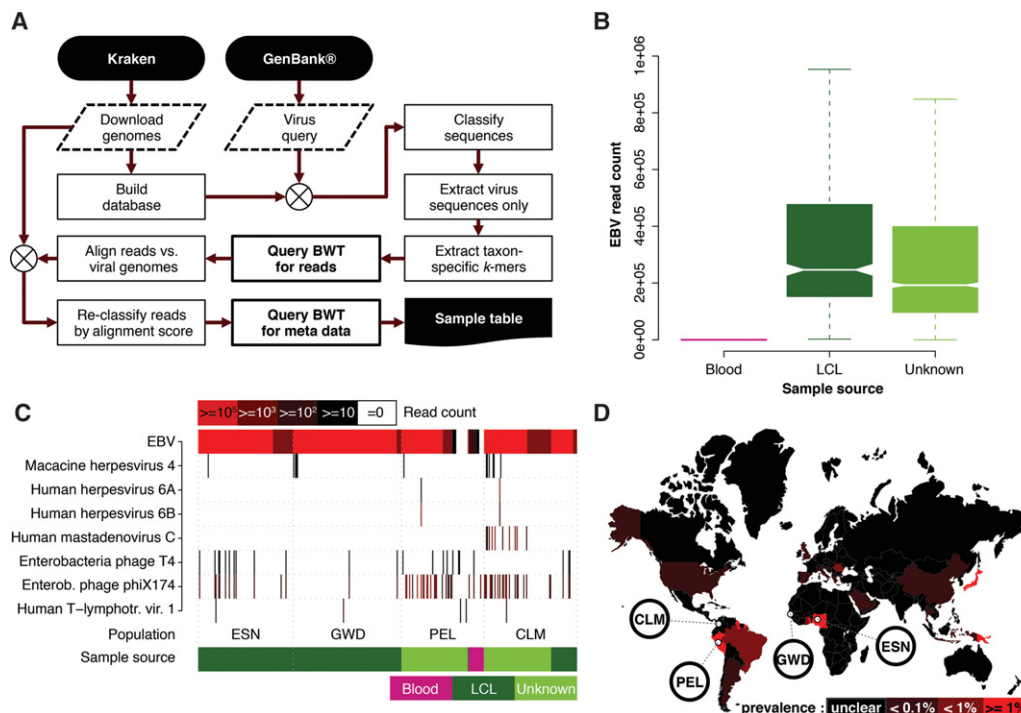 A
Kraken
GenBank®
Download
genomes
Virus
query
Classify
sequences
Build
database
Extract virus
sequences only
Align reads vs.
viral genomes
Query BWT
for reads
Extract taxon-
specific k-mers
Re-classify reads
by alignment score
Query BWT
for meta data
Sample table
B
EBV read count
1e+06
8e+05
6e+05
4e+05
2e+05
0e+00
Blood
LCL
Unknown
Sample source
C
>=10⁵
>=10³
>=10²
>=10
=0
Read count
EBV
Macacine herpesvirus 4
Human herpesvirus 6A
Human herpesvirus 6B
Human mastadenovirus C
Enterobacteria phage T4
Enterob. phage phiX174
Human T-lymphotr. vir. 1
Population
ESN
GWD
PEL
CLM
Sample source
Blood
LCL
Unknown
D
CLM
PEL
GWD
ESN
prevalence :
unclear
< 0.1%
< 1%
>= 1%